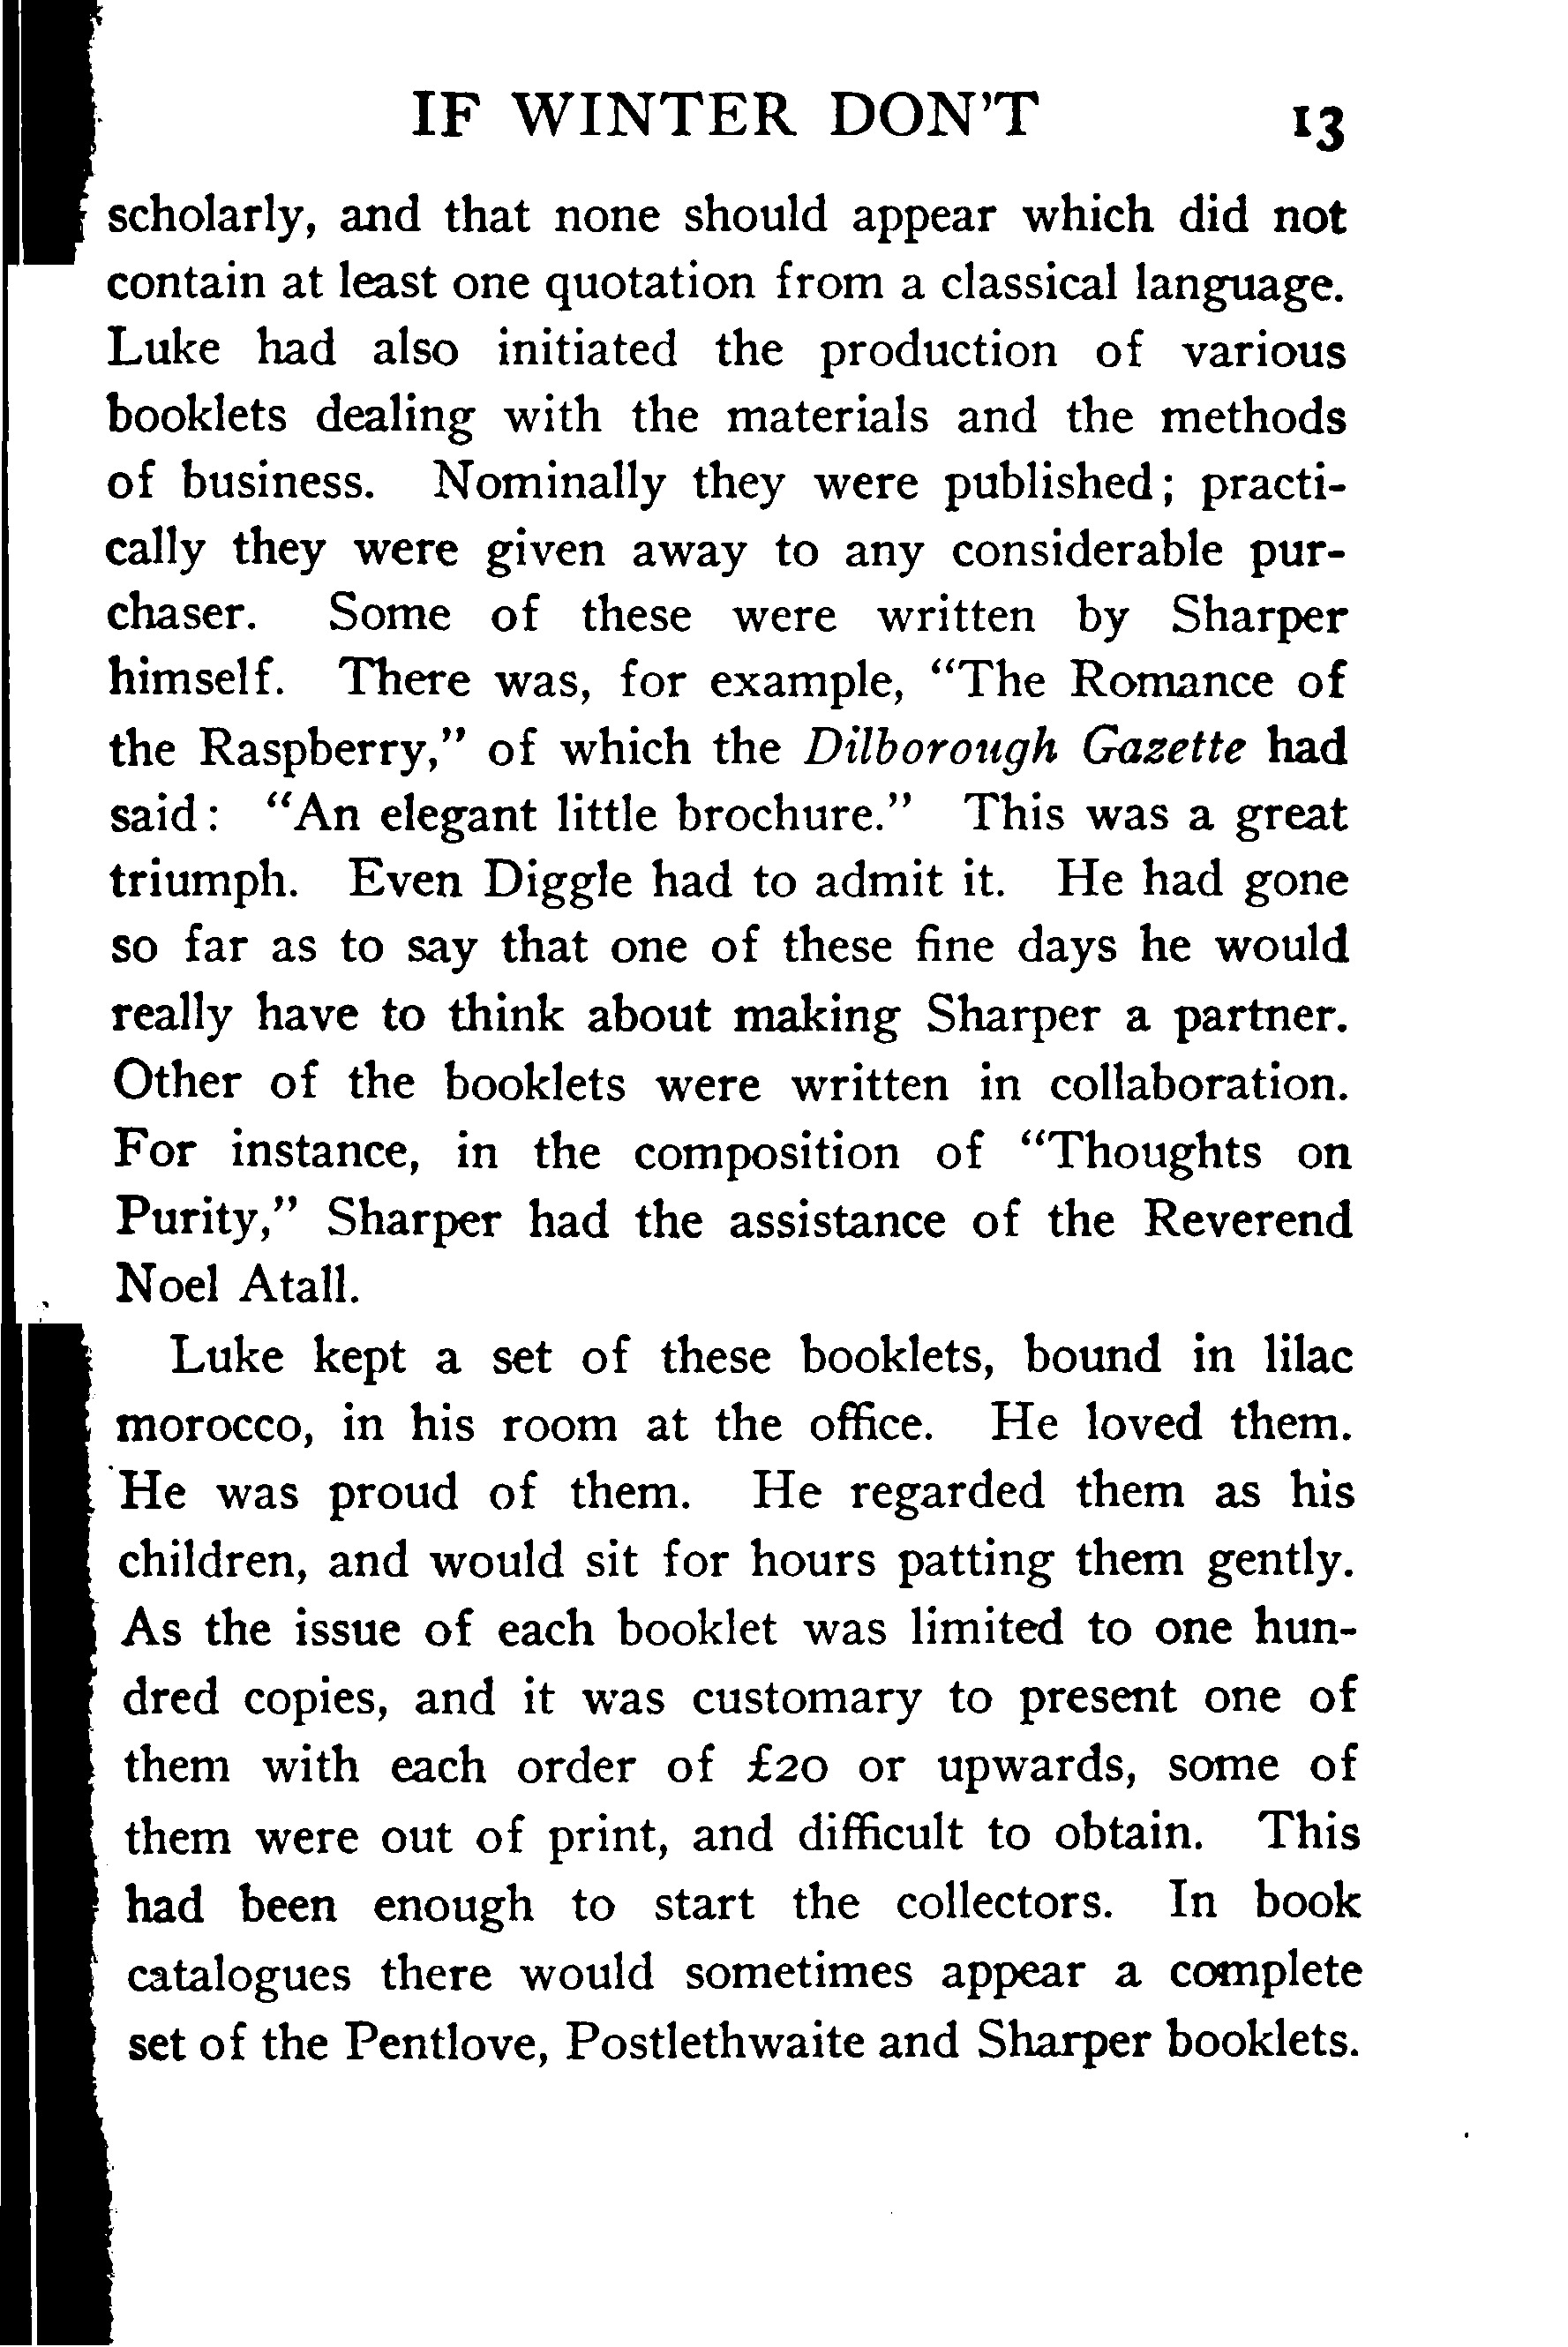 IF WINTER DON'T 13
scholarly, and that none should appear which did not
contain at least one quotation from a classical language.
Luke had also initiated the production of various
booklets dealing with the materials and the methods
of business. Nominally they were published; practi-
cally they were given away to any considerable pur-
chaser. Some of these were written by Sharper
himself. There was, for example, “The Romance of
the Raspberry,” of which the Dilborough Gazette had
said: “An elegant little brochure.” This was a great
triumph. Even Diggle had to admit it. He had gone
so far as to say that one of these fine days he would
really have to think about making Sharper a partner.
Other of the booklets were written in collaboration.
For instance, in the composition of “Thoughts on
Purity,” Sharper had the assistance of the Reverend
Noel Atall.
Luke kept a set of these booklets, bound in lilac
morocco, in his room at the office. He loved them.
He was proud of them. He regarded them as his
children, and would sit for hours patting them gently.
As the issue of each booklet was limited to one hun-
dred copies, and it was customary to present one of
them with each order of £20 or upwards, some of
them were out of print, and difficult to obtain. This
had been enough to start the collectors. In book
catalogues there would sometimes appear a complete
set of the Pentlove, Postlethwaite and Sharper booklets.